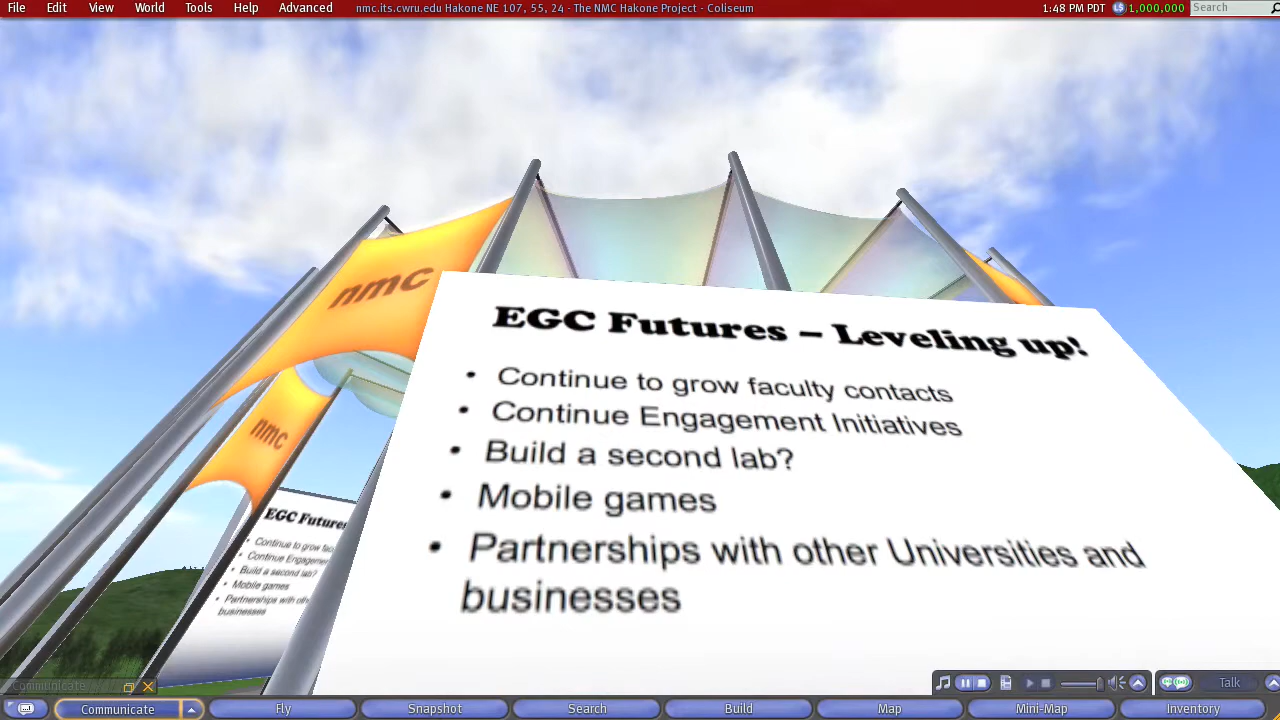 File Edit View World Tools Help Advanced nmc.its.cwru.edu Hakone NE 107, 55, 24 - The NMC Hakone Project - Coliseum 1:48 PM PDT L$ 1,000,000 Search
nmc
EGC Futures – Leveling up!
• Continue to grow faculty contacts
• Continue Engagement Initiatives
• Build a second lab?
• Mobile games
• Partnerships with other Universities and
businesses
nmc
EGC Futures
• Continue to grow fac
• Continue Engagemen
• Build a second lab?
• Mobile games
• Partnerships with oth
businesses
Communicate
Talk
Communicate Fly Snapshot Search Build Map Mini-Map Inventory